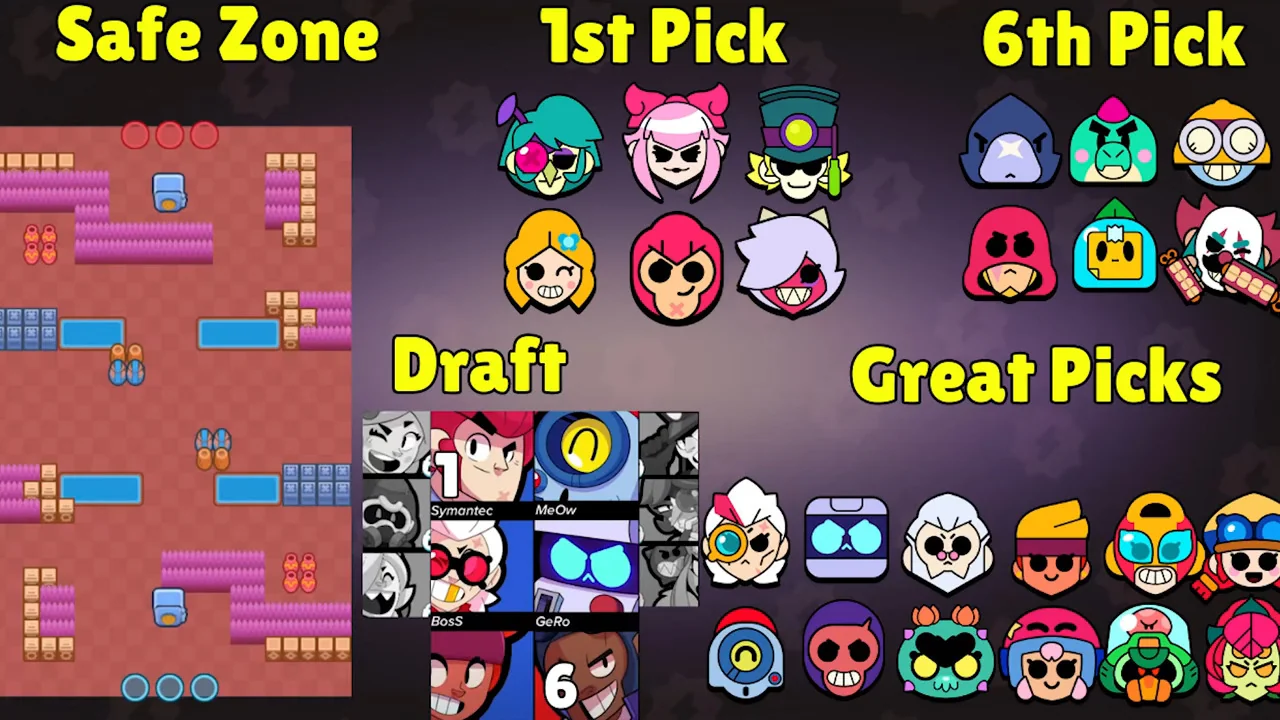 Safe Zone
1st Pick
6th Pick
Draft
Great Picks
1
Symantec
MeOw
BosS
GeRo
6